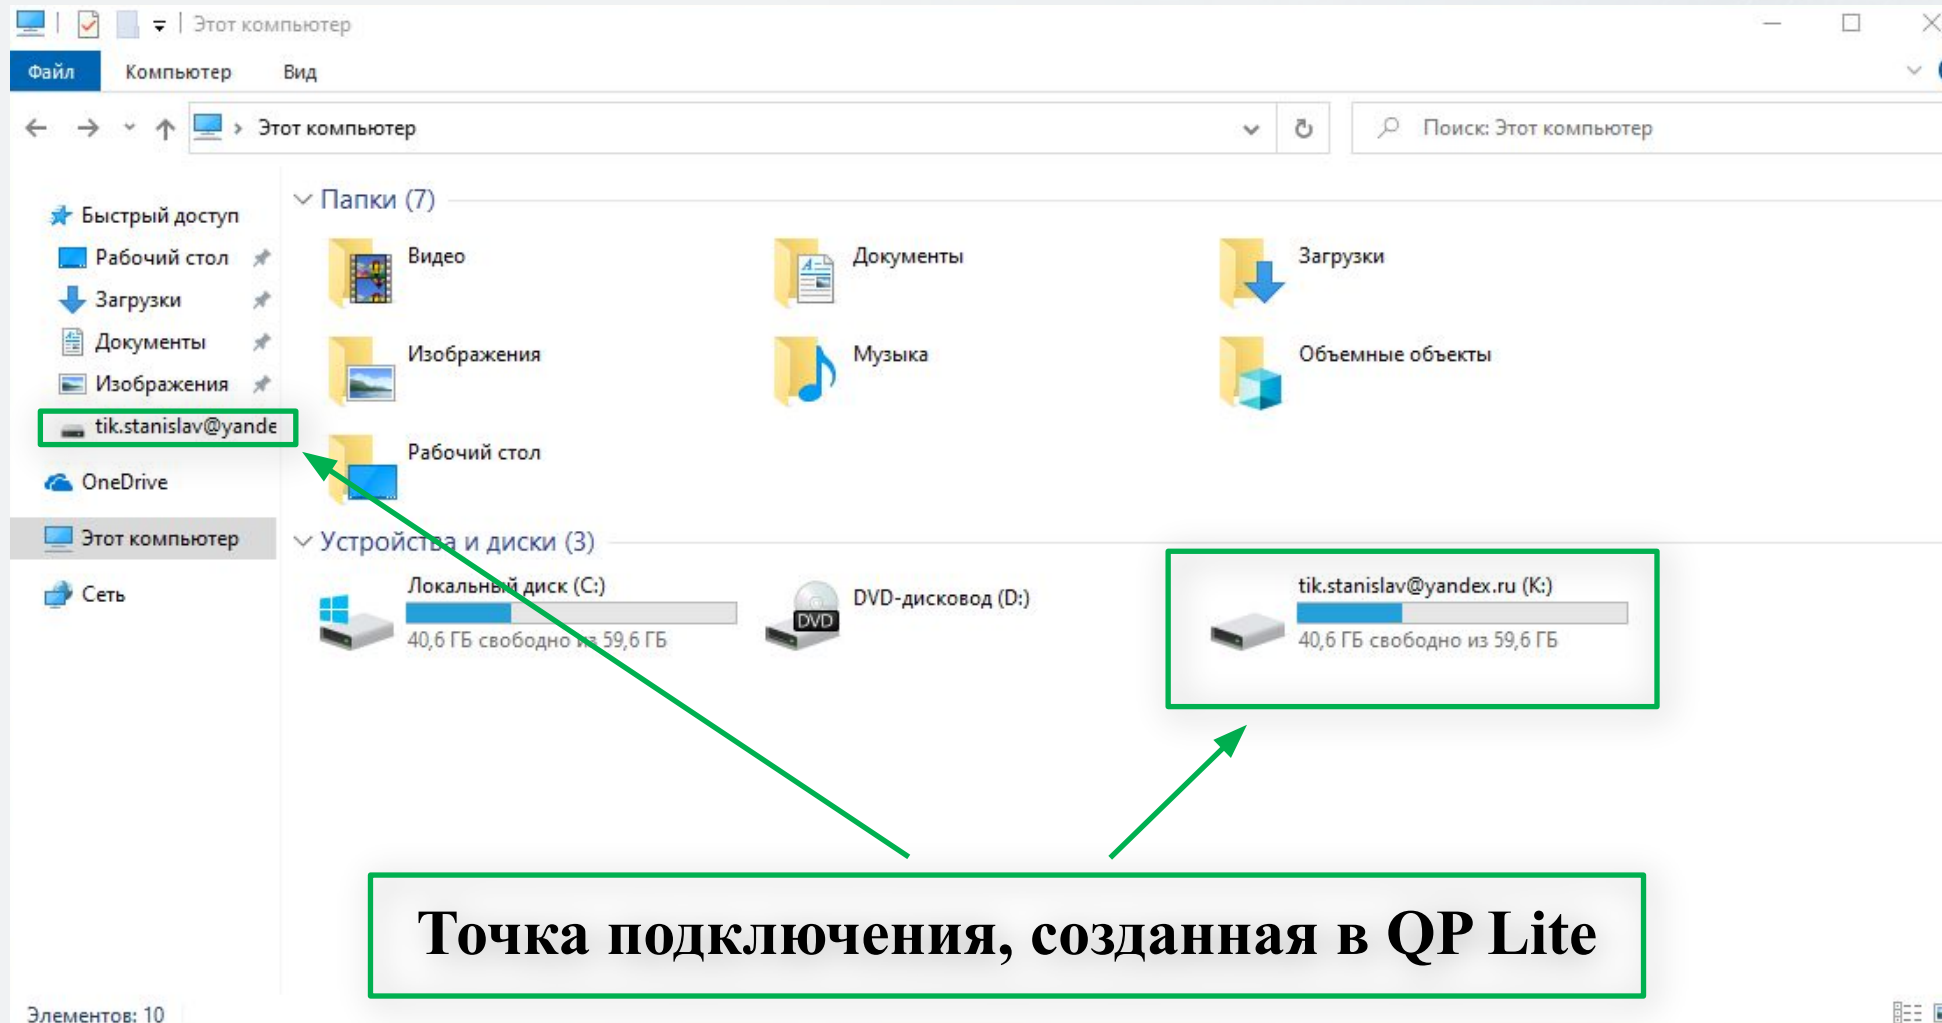 Этот компьютер
Файл Компьютер Вид
Этот компьютер
Поиск: Этот компьютер
Быстрый доступ
Рабочий стол
Загрузки
Документы
Изображения
tik.stanislav@yande
OneDrive
Этот компьютер
Сеть
Папки (7)
Видео
Документы
Загрузки
Изображения
Музыка
Объемные объекты
Рабочий стол
Устройства и диски (3)
Локальный диск (C:)
40,6 ГБ свободно из 59,6 ГБ
DVD
DVD-дисковод (D:)
tik.stanislav@yandex.ru (K:)
40,6 ГБ свободно из 59,6 ГБ
Точка подключения, созданная в QP Lite
Элементов: 10